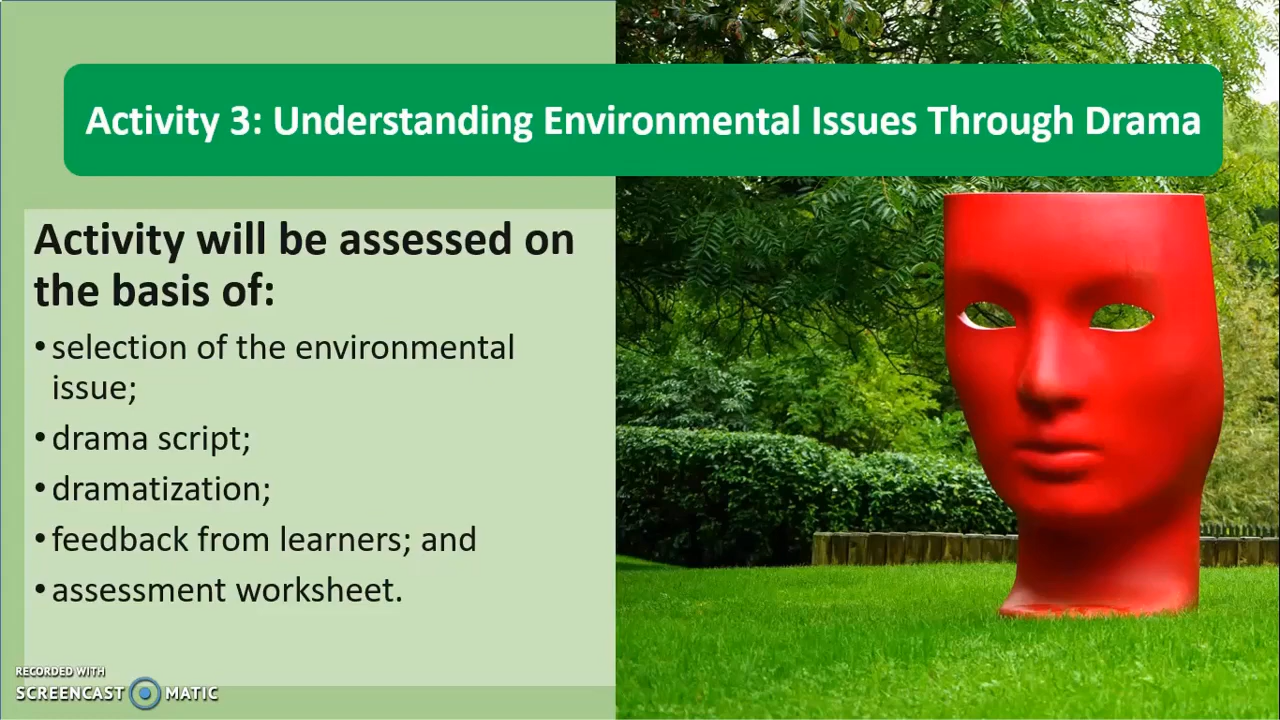 Activity 3: Understanding Environmental Issues Through Drama
Activity will be assessed on
the basis of:
• selection of the environmental
issue;
• drama script;
• dramatization;
• feedback from learners; and
• assessment worksheet.
RECORDED WITH
SCREENCAST MATIC